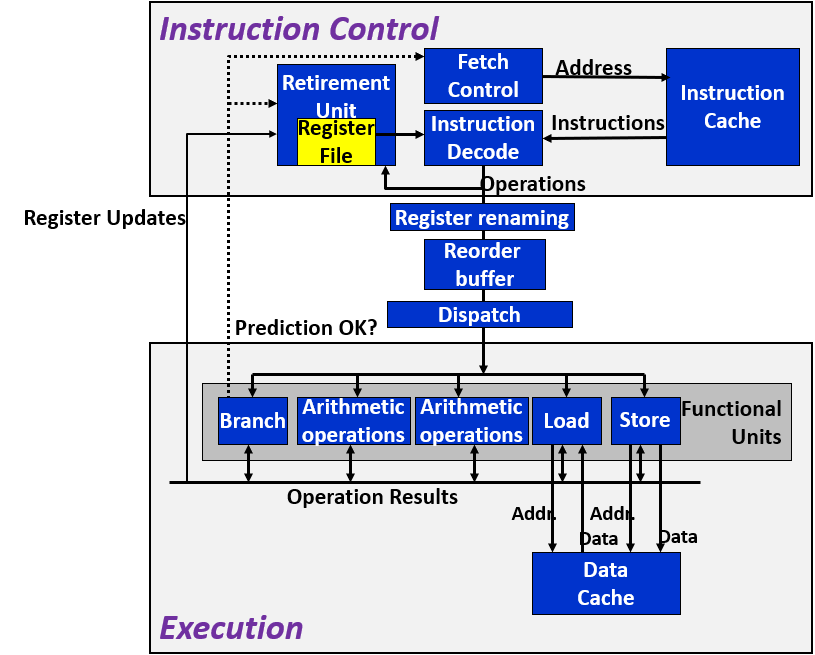 Instruction Control
Fetch
Control
Address
Retirement
Unit
Instruction
Cache
Register
File
Instruction
Decode
Instructions
Operations
Register Updates
Register renaming
Reorder
buffer
Dispatch
Prediction OK?
Branch
Arithmetic
operations
Arithmetic
operations
Load
Store
Functional
Units
Operation Results
Addr.
Addr.
Data
Data
Data
Cache
Execution